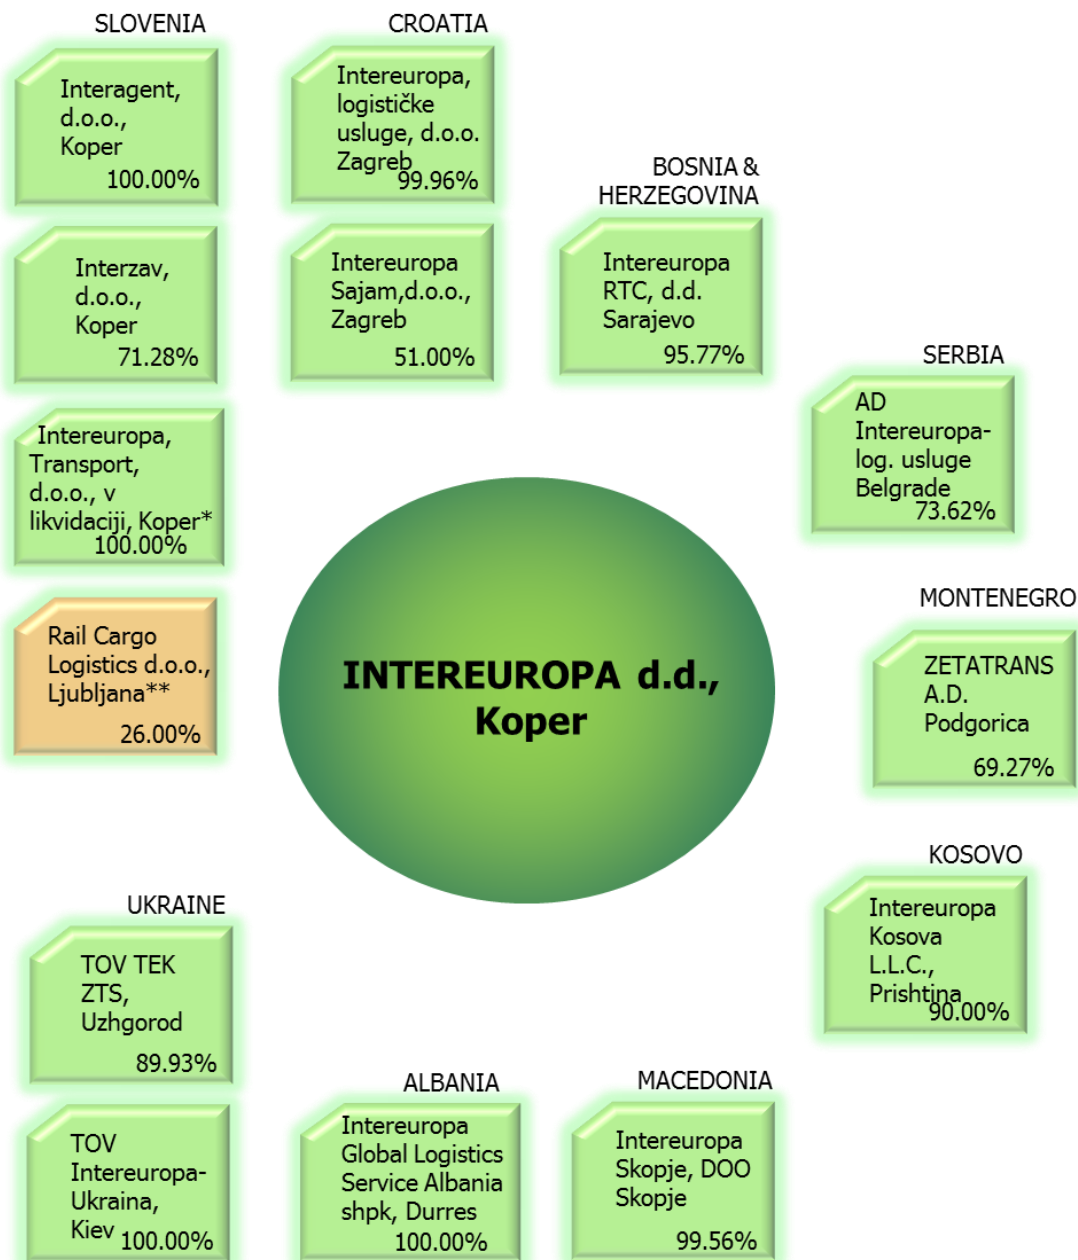 SLOVENIA
Interagent,
d.o.o.,
Koper
100.00%
Interzav,
d.o.o.,
Koper
71.28%
Intereuropa,
Transport,
d.o.o., v
likvidaciji, Koper*
100.00%
Rail Cargo
Logistics d.o.o.,
Ljubljana**
26.00%
CROATIA
Intereuropa,
logističke
usluge, d.o.o.
Zagreb
99.96%
Intereuropa
Sajam,d.o.o.,
Zagreb
51.00%
BOSNIA &
HERZEGOVINA
Intereuropa
RTC, d.d.
Sarajevo
95.77%
SERBIA
AD
Intereuropa-
log. usluge
Belgrade
73.62%
INTEREUROPA d.d.,
Koper
MONTENEGRO
ZETATRANS
A.D.
Podgorica
69.27%
KOSOVO
Intereuropa
Kosova
L.L.C.,
Prishtina
90.00%
UKRAINE
TOV TEK
ZTS,
Uzhgorod
89.93%
TOV
Intereuropa-
Ukraina,
Kiev
100.00%
ALBANIA
Intereuropa
Global Logistics
Service Albania
shpk, Durres
100.00%
MACEDONIA
Intereuropa
Skopje, DOO
Skopje
99.56%